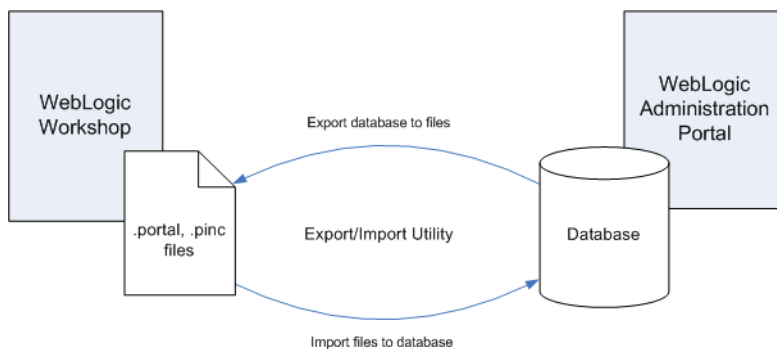 WebLogic
Workshop
.portal, .pinc
files
Export database to files
Export/Import Utility
Import files to database
WebLogic
Administration
Portal
Database